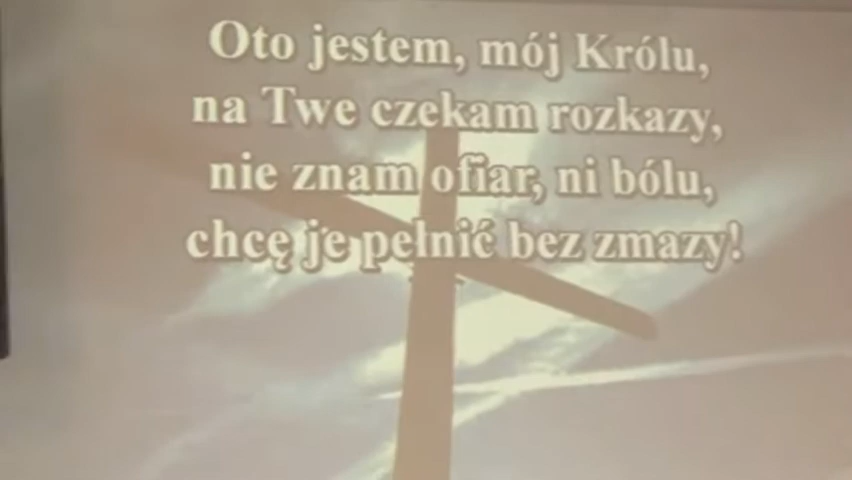 Oto jestem, mój Królu,
na Twe czekam rozkazy,
nie znam ofiar, ni bólu,
chcę je pełnić bez zmazy!